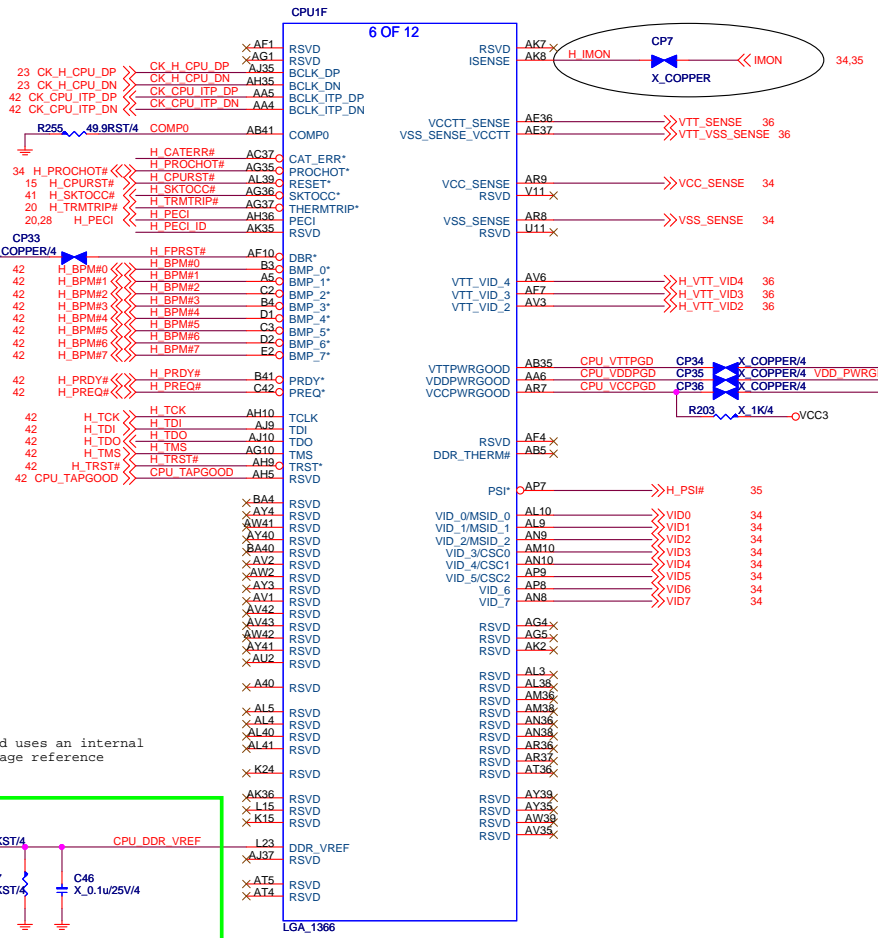 CPU1F
6 OF 12
AF1 RSVD
AG1 RSVD
23 CK_H_CPU_DP CK_H_CPU_DP AJ35 BCLK_DP
23 CK_H_CPU_DN CK_H_CPU_DN AH35 BCLK_DN
42 CK_CPU_ITP_DP CK_CPU_ITP_DP AA5 BCLK_ITP_DP
42 CK_CPU_ITP_DN CK_CPU_ITP_DN AA4 BCLK_ITP_DN
R255 49.9RST/4 COMP0 AB41 COMP0
H_CATERR# AC37 CAT_ERR*
34 H_PROCHOT# H_PROCHOT# AG35 PROCHOT*
15 H_CPURST# H_CPURST# AL39 RESET*
41 H_SKTOCC# H_SKTOCC# AG36 SKTOCC*
20 H_TRMTRIP# H_TRMTRIP# AG37 THERMTRIP*
20,28 H_PECI H_PECI AH36 PECI
H_PECI_ID AK35 RSVD
CP33
COPPER/4 H_FPRST# AF10 DBR*
42 H_BPM#0 H_BPM#0 B3 BMP_0*
42 H_BPM#1 H_BPM#1 A5 BMP_1*
42 H_BPM#2 H_BPM#2 C2 BMP_2*
42 H_BPM#3 H_BPM#3 B4 BMP_3*
42 H_BPM#4 H_BPM#4 D1 BMP_4*
42 H_BPM#5 H_BPM#5 C3 BMP_5*
42 H_BPM#6 H_BPM#6 D2 BMP_6*
42 H_BPM#7 H_BPM#7 E2 BMP_7*
42 H_PRDY# H_PRDY# B41 PRDY*
42 H_PREQ# H_PREQ# C42 PREQ*
42 H_TCK H_TCK AH10 TCLK
42 H_TDI H_TDI AJ9 TDI
42 H_TDO H_TDO AJ10 TDO
42 H_TMS H_TMS AG10 TMS
42 H_TRST# H_TRST# AH9 TRST*
42 CPU_TAPGOOD CPU_TAPGOOD AH5 RSVD
BA4 RSVD
AY4 RSVD
AW41 RSVD
AY40 RSVD
BA40 RSVD
AV2 RSVD
AW2 RSVD
AY3 RSVD
AV1 RSVD
AV42 RSVD
AV43 RSVD
AW42 RSVD
AY41 RSVD
AU2 RSVD
A40 RSVD
AL5 RSVD
AL4 RSVD
AL40 RSVD
AL41 RSVD
K24 RSVD
AK36 RSVD
L15 RSVD
K15 RSVD
CPU_DDR_VREF L23 DDR_VREF
AJ37 RSVD
AT5 RSVD
AT4 RSVD
LGA_1366
d uses an internal
age reference
KST/4
KST/4
C46
X_0.1u/25V/4
RSVD AK7
ISENSE AK8 H_IMON CP7 X_COPPER IMON 34,35
VCCTT_SENSE AE36 VTT_SENSE 36
VSS_SENSE_VCCTT AE37 VTT_VSS_SENSE 36
VCC_SENSE AR9 VCC_SENSE 34
RSVD V11
VSS_SENSE AR8 VSS_SENSE 34
RSVD U11
VTT_VID_4 AV6 H_VTT_VID4 36
VTT_VID_3 AF7 H_VTT_VID3 36
VTT_VID_2 AV3 H_VTT_VID2 36
VTTPWRGOOD AB35 CPU_VTTPGD CP34 X_COPPER/4
VDDPWRGOOD AA6 CPU_VDDPGD CP35 X_COPPER/4 VDD_PWRG
VCCPWRGOOD AR7 CPU_VCCPGD CP36 X_COPPER/4
R203 X_1K/4 VCC3
RSVD AF4
DDR_THERM# AB5
PSI* AP7 H_PSI# 35
VID_0/MSID_0 AL10 VID0 34
VID_1/MSID_1 AL9 VID1 34
VID_2/MSID_2 AN9 VID2 34
VID_3/CSC0 AM10 VID3 34
VID_4/CSC1 AN10 VID4 34
VID_5/CSC2 AP9 VID5 34
VID_6 AP8 VID6 34
VID_7 AN8 VID7 34
RSVD AG4
RSVD AG5
RSVD AK2
RSVD AL3
RSVD AL38
RSVD AM36
RSVD AM38
RSVD AN36
RSVD AN38
RSVD AR36
RSVD AR37
RSVD AT36
RSVD AY39
RSVD AY35
RSVD AW39
RSVD AV35